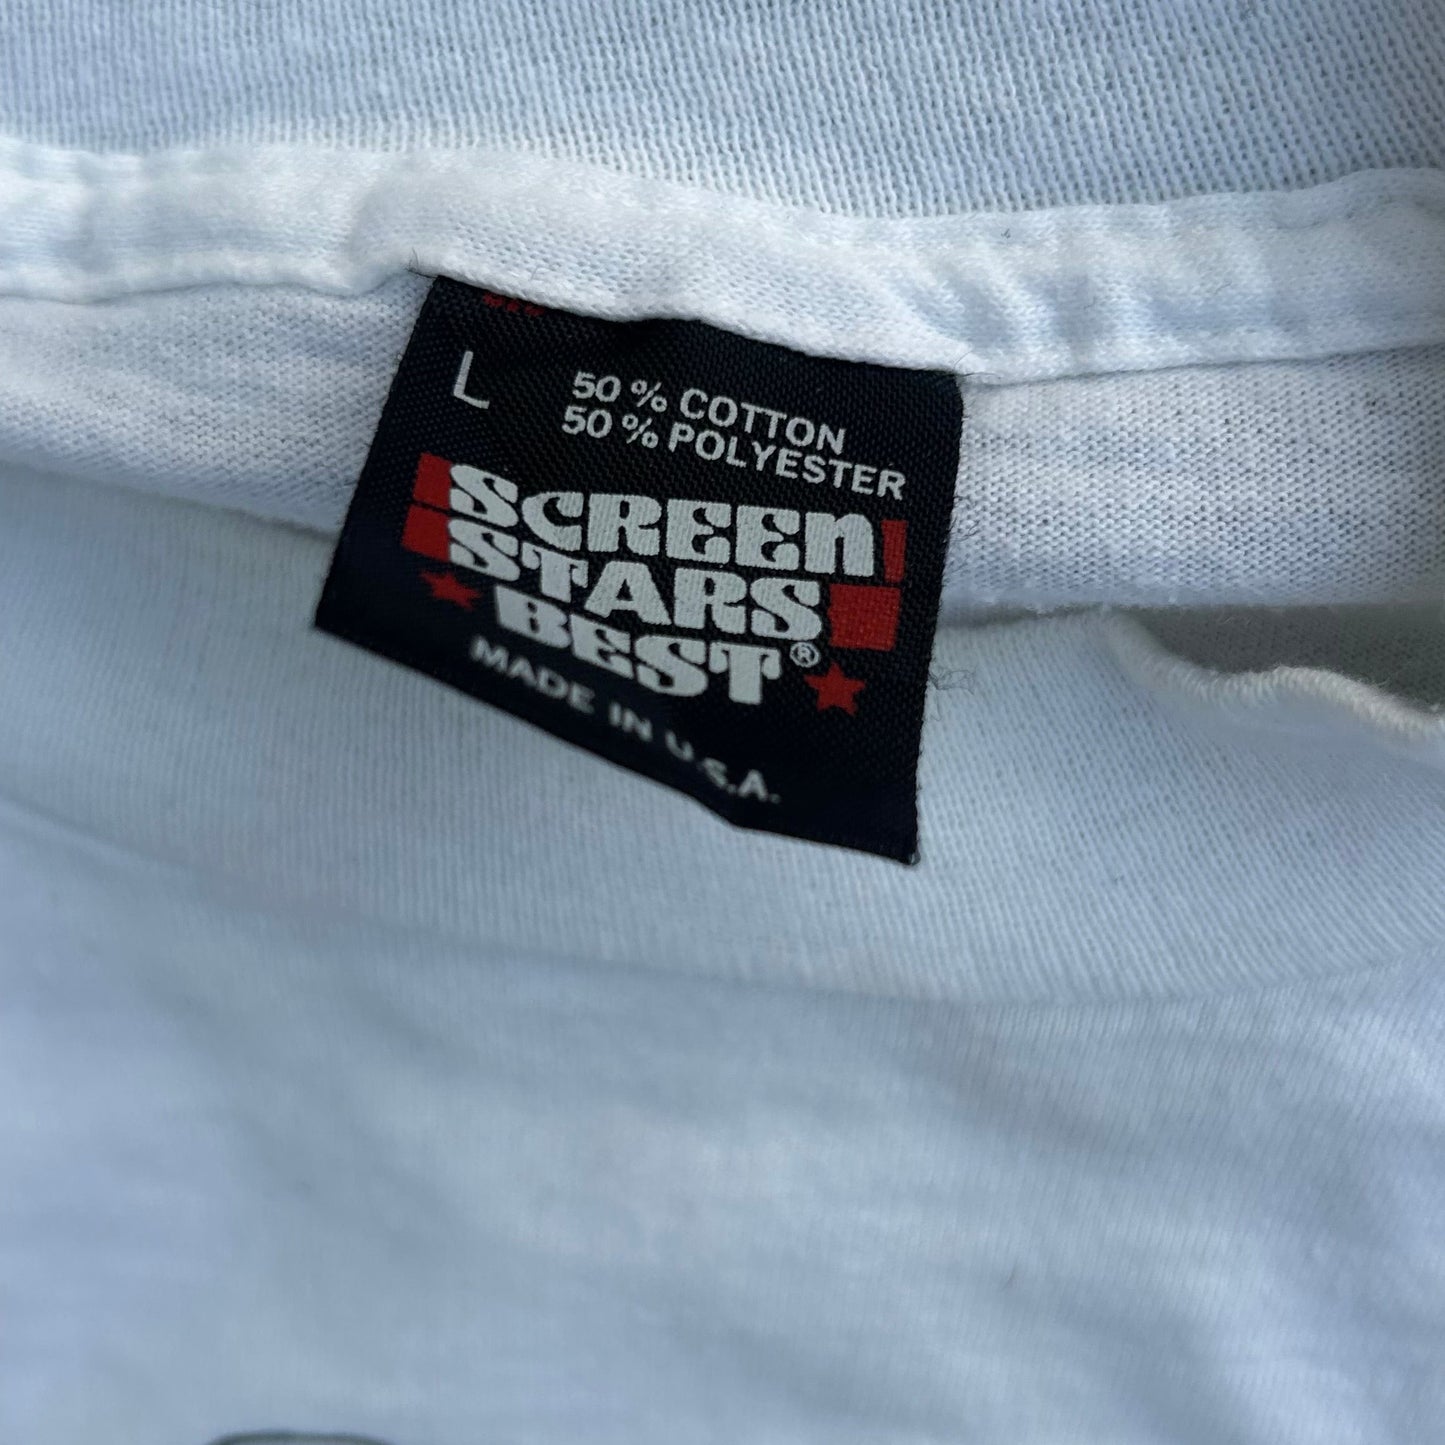 L
50 % COTTON
50 % POLYESTER
SCREEN
STARS
BEST®
MADE IN U.S.A.